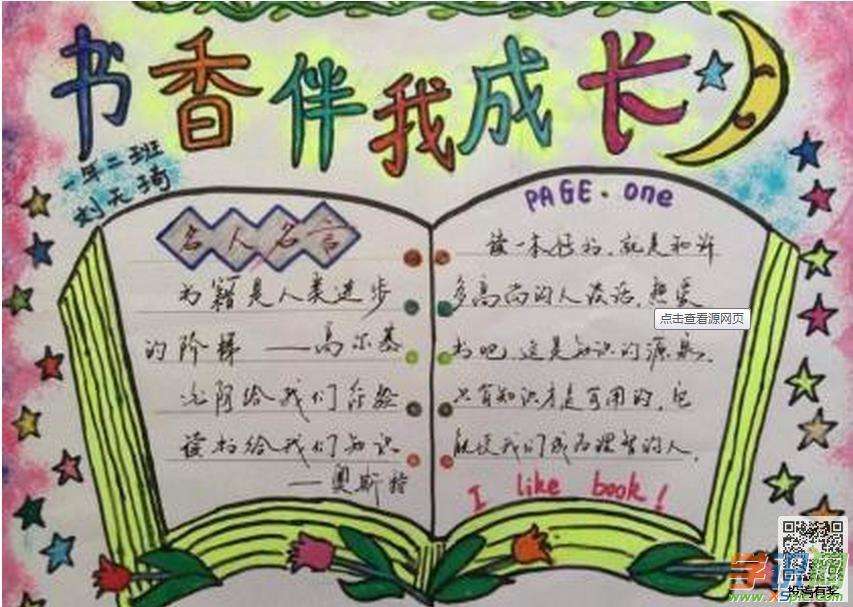 书香伴我成长
一年二班
刘天琦
名人名言
书籍是人类进步
的阶梯 ——高尔基
光阴给我们经验
读书给我们知识
——奥斯特
PAGE. one
读一本好书,就是和许
多高尚的人谈话,热爱
书吧,这是知识的源泉。
只有知识才是可用的,它
能使我们成为理智的人。
I like book!
点击查看源网页